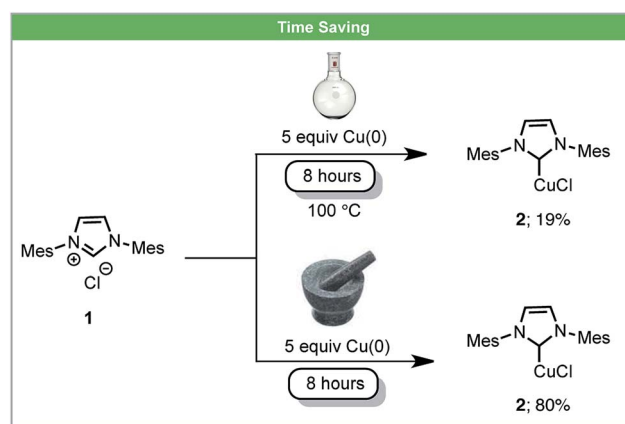 Time Saving
5 equiv Cu(0)
8 hours
100 °C
Mes N N Mes
CuCl
2; 19%
Mes N N Mes
⊕
Cl ⊖
1
5 equiv Cu(0)
8 hours
Mes N N Mes
CuCl
2; 80%